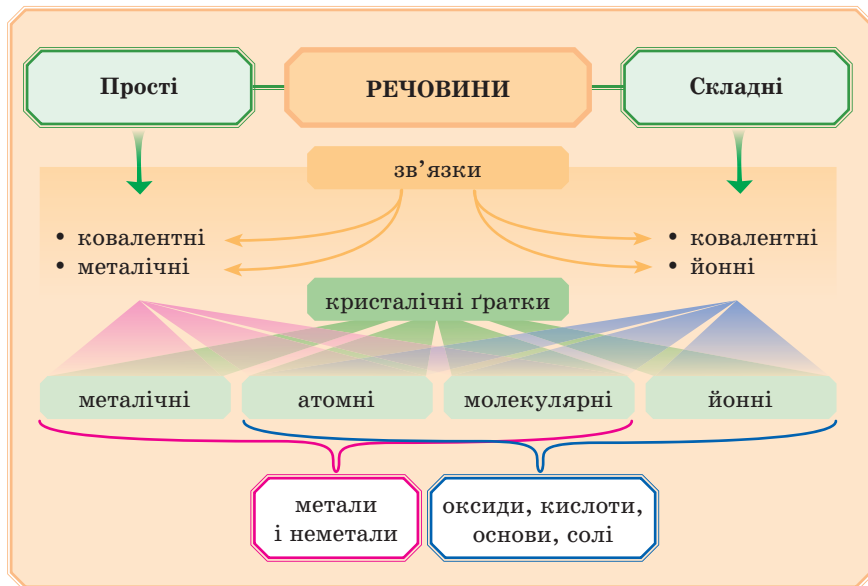 Прості
РЕЧОВИНИ
Складні
зв’язки
• ковалентні
• металічні
• ковалентні
• йонні
кристалічні ґратки
металічні
атомні
молекулярні
йонні
метали
і неметали
оксиди, кислоти,
основи, солі